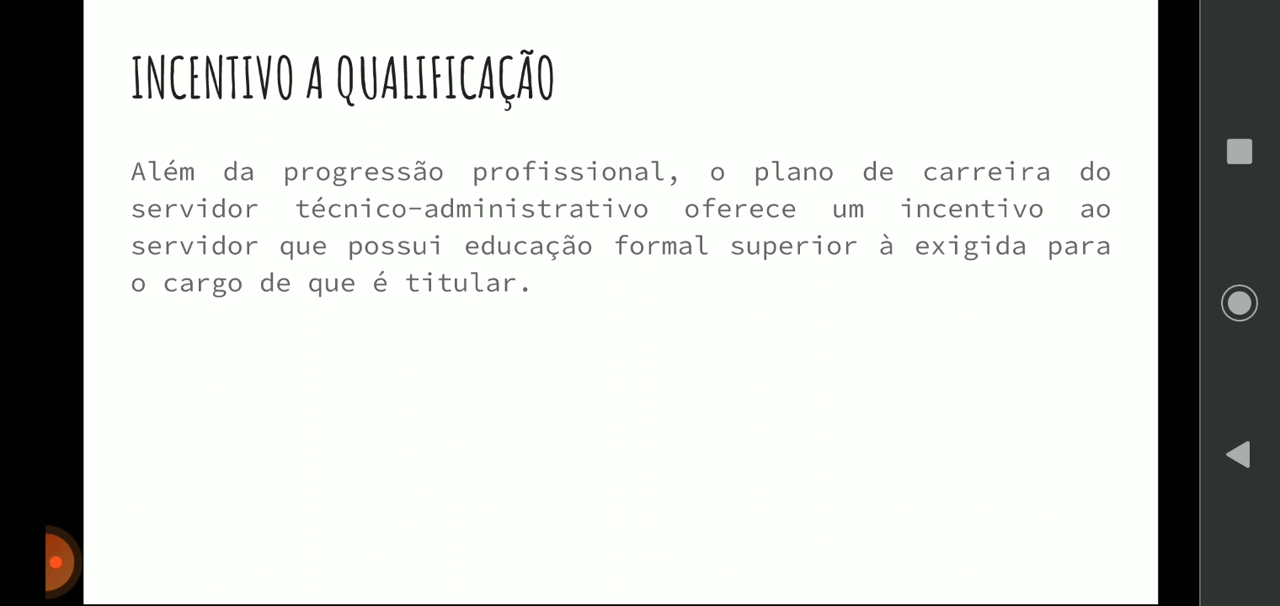 INCENTIVO A QUALIFICAÇÃO
Além da progressão profissional, o plano de carreira do
servidor técnico-administrativo oferece um incentivo ao
servidor que possui educação formal superior à exigida para
o cargo de que é titular.